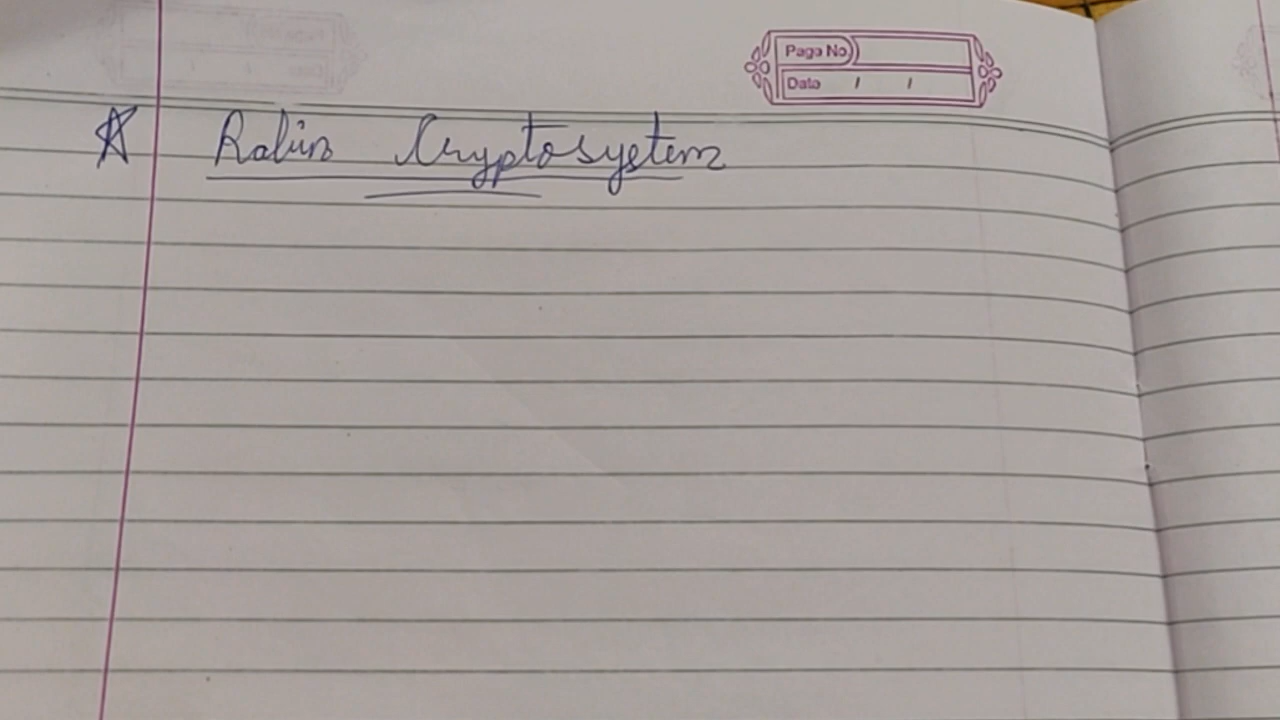 Page No
Date / /
☆ Rabin Cryptosystem